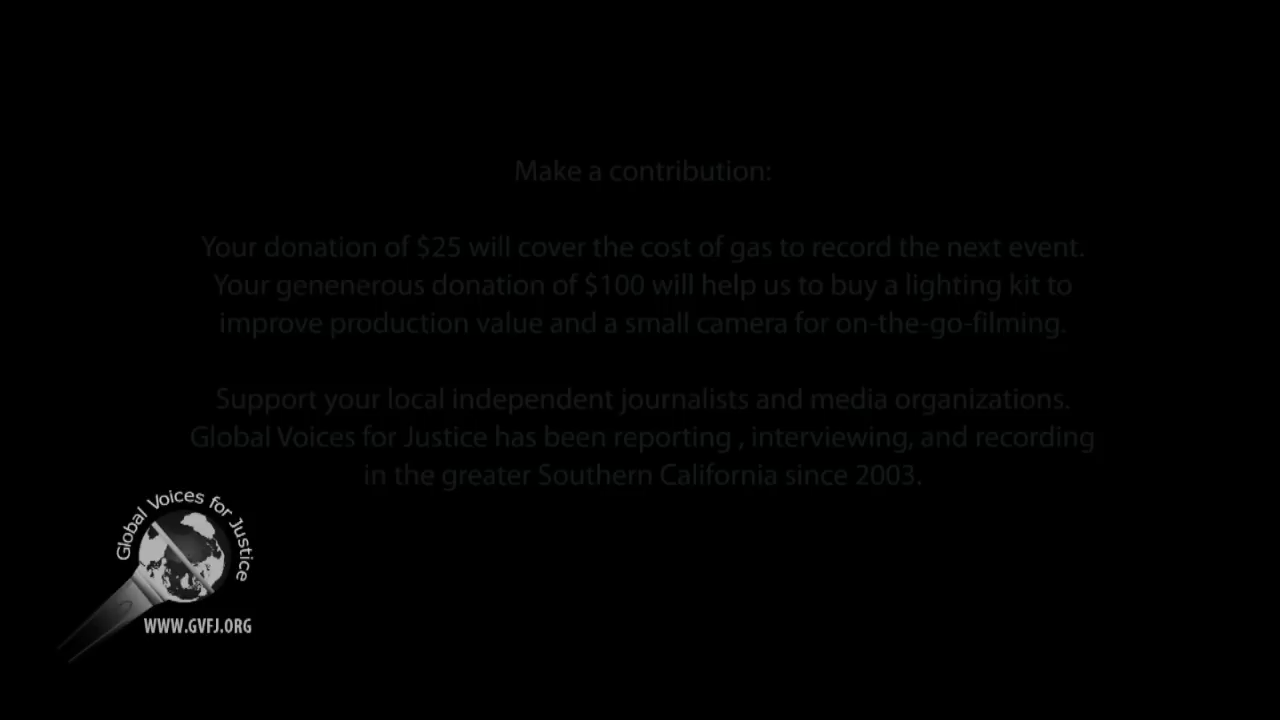 Make a contribution:
Your donation of $25 will cover the cost of gas to record the next event.
Your genenerous donation of $100 will help us to buy a lighting kit to
improve production value and a small camera for on-the-go-filming.
Support your local independent journalists and media organizations.
Global Voices for Justice has been reporting , interviewing, and recording
in the greater Southern California since 2003.
Global Voices for Justice
WWW.GVFJ.ORG